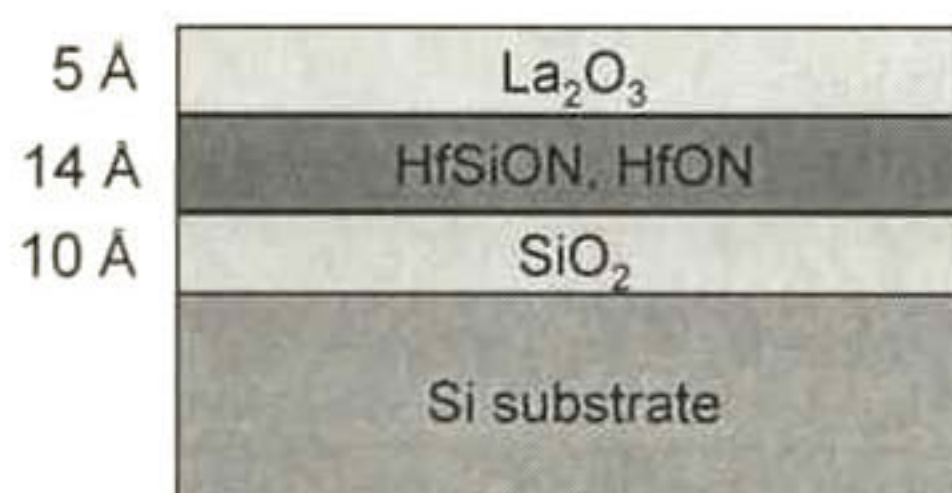 5 Å La₂O₃
14 Å HfSiON, HfON
10 Å SiO₂
Si substrate